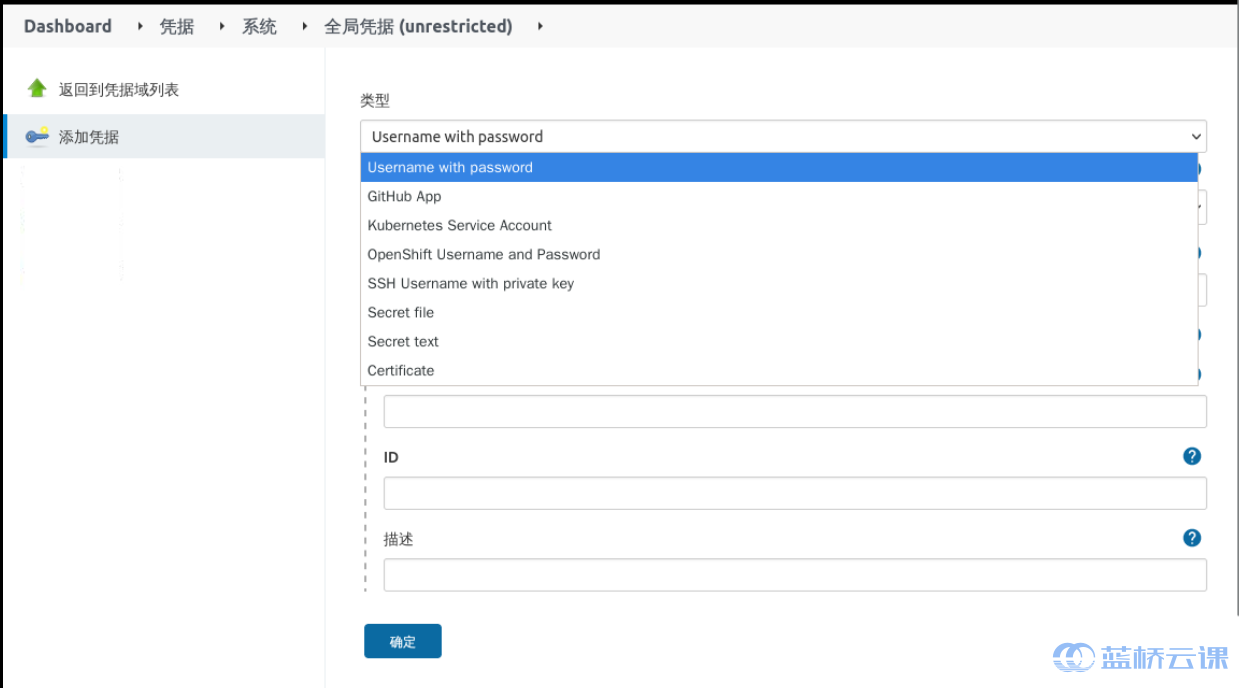 Dashboard 凭据 系统 全局凭据 (unrestricted)
返回到凭据域列表
添加凭据
类型
Username with password
Username with password
GitHub App
Kubernetes Service Account
OpenShift Username and Password
SSH Username with private key
Secret file
Secret text
Certificate
ID
?
描述
?
确定
蓝桥云课